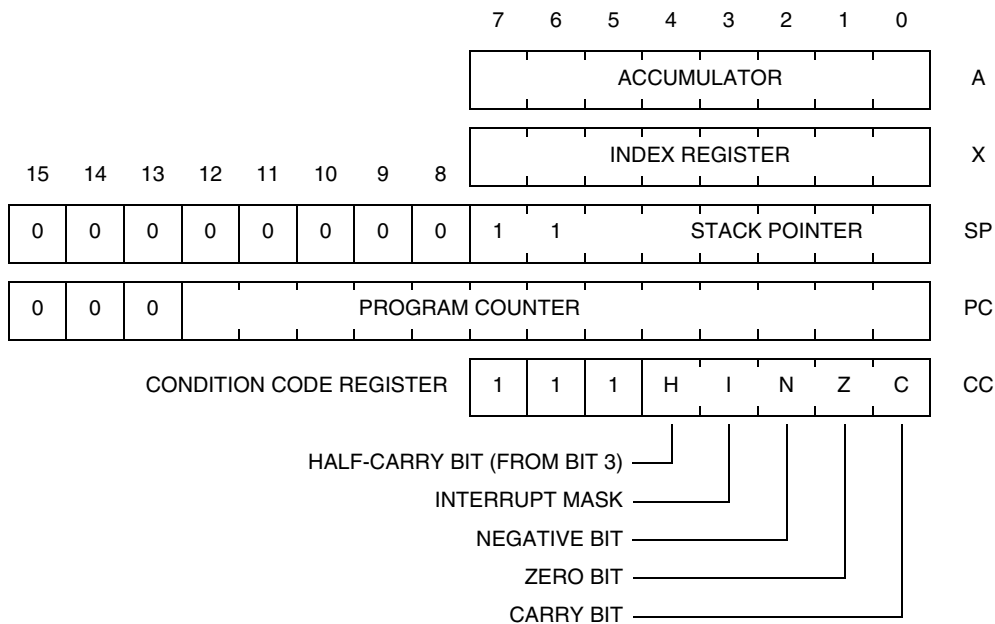 7 6 5 4 3 2 1 0
ACCUMULATOR A
INDEX REGISTER X
15 14 13 12 11 10 9 8
0 0 0 0 0 0 0 0 1 1 STACK POINTER SP
0 0 0 PROGRAM COUNTER PC
CONDITION CODE REGISTER 1 1 1 H I N Z C CC
HALF-CARRY BIT (FROM BIT 3)
INTERRUPT MASK
NEGATIVE BIT
ZERO BIT
CARRY BIT